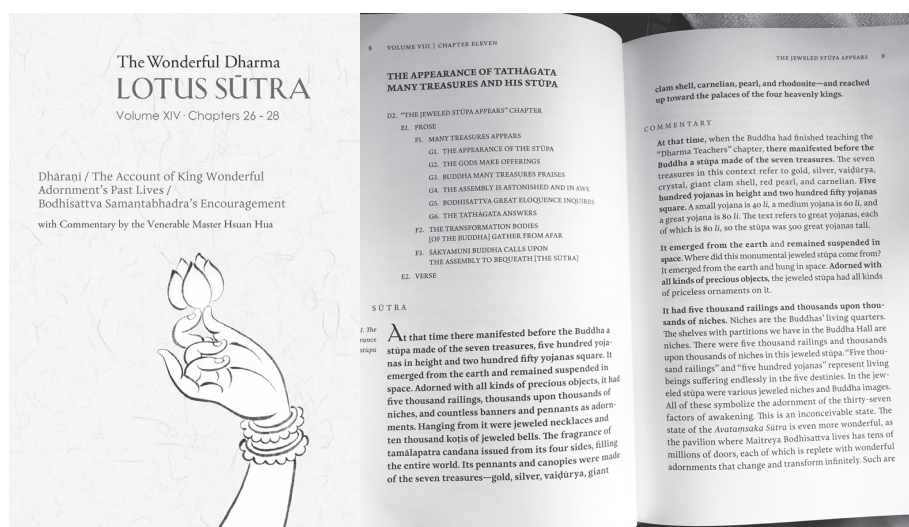 The Wonderful Dharma
LOTUS SŪTRA
Volume XIV · Chapters 26 - 28
Dhāraṇī / The Account of King Wonderful
Adornment's Past Lives /
Bodhisattva Samantabhadra's Encouragement
with Commentary by the Venerable Master Hsuan Hua
8 VOLUME VIII | CHAPTER ELEVEN
THE APPEARANCE OF TATHĀGATA
MANY TREASURES AND HIS STŪPA
D2. "THE JEWELED STŪPA APPEARS" CHAPTER
E1. PROSE
F1. MANY TREASURES APPEARS
G1. THE APPEARANCE OF THE STŪPA
G2. THE GODS MAKE OFFERINGS
G3. BUDDHA MANY TREASURES PRAISES
G4. THE ASSEMBLY IS ASTONISHED AND IN AWE
G5. BODHISATTVA GREAT ELOQUENCE INQUIRES
G6. THE TATHĀGATA ANSWERS
F2. THE TRANSFORMATION BODIES
[OF THE BUDDHA] GATHER FROM AFAR
F3. ŚĀKYAMUNI BUDDHA CALLS UPON
THE ASSEMBLY TO BEQUEATH [THE SŪTRA]
E2. VERSE
SŪTRA
1. The
rance
stūpa
At that time there manifested before the Buddha a
stūpa made of the seven treasures, five hundred yoja-
nas in height and two hundred fifty yojanas square. It
emerged from the earth and remained suspended in
space. Adorned with all kinds of precious objects, it had
five thousand railings, thousands upon thousands of
niches, and countless banners and pennants as adorn-
ments. Hanging from it were jeweled necklaces and
ten thousand koṭis of jeweled bells. The fragrance of
tamālapatra candana issued from its four sides, filling
the entire world. Its pennants and canopies were made
of the seven treasures—gold, silver, vaiḍūrya, giant
THE JEWELED STŪPA APPEARS 9
clam shell, carnelian, pearl, and rhodonite—and reached
up toward the palaces of the four heavenly kings.
COMMENTARY
At that time, when the Buddha had finished teaching the
"Dharma Teachers" chapter, there manifested before the
Buddha a stūpa made of the seven treasures. The seven
treasures in this context refer to gold, silver, vaiḍūrya,
crystal, giant clam shell, red pearl, and carnelian. Five
hundred yojanas in height and two hundred fifty yojanas
square. A small yojana is 40 li, a medium yojana is 60 li, and
a great yojana is 80 li. The text refers to great yojanas, each
of which is 80 li, so the stūpa was 500 great yojanas tall.
It emerged from the earth and remained suspended in
space. Where did this monumental jeweled stūpa come from?
It emerged from the earth and hung in space. Adorned with
all kinds of precious objects, the jeweled stūpa had all kinds
of priceless ornaments on it.
It had five thousand railings and thousands upon thou-
sands of niches. Niches are the Buddhas' living quarters.
The shelves with partitions we have in the Buddha Hall are
niches. There were five thousand railings and thousands
upon thousands of niches in this jeweled stūpa. "Five thou-
sand railings" and "five hundred yojanas" represent living
beings suffering endlessly in the five destinies. In the jew-
eled stūpa were various jeweled niches and Buddha images.
All of these symbolize the adornment of the thirty-seven
factors of awakening. This is an inconceivable state. The
state of the Avataṃsaka Sūtra is even more wonderful, as
the pavilion where Maitreya Bodhisattva lives has tens of
millions of doors, each of which is replete with wonderful
adornments that change and transform infinitely. Such are